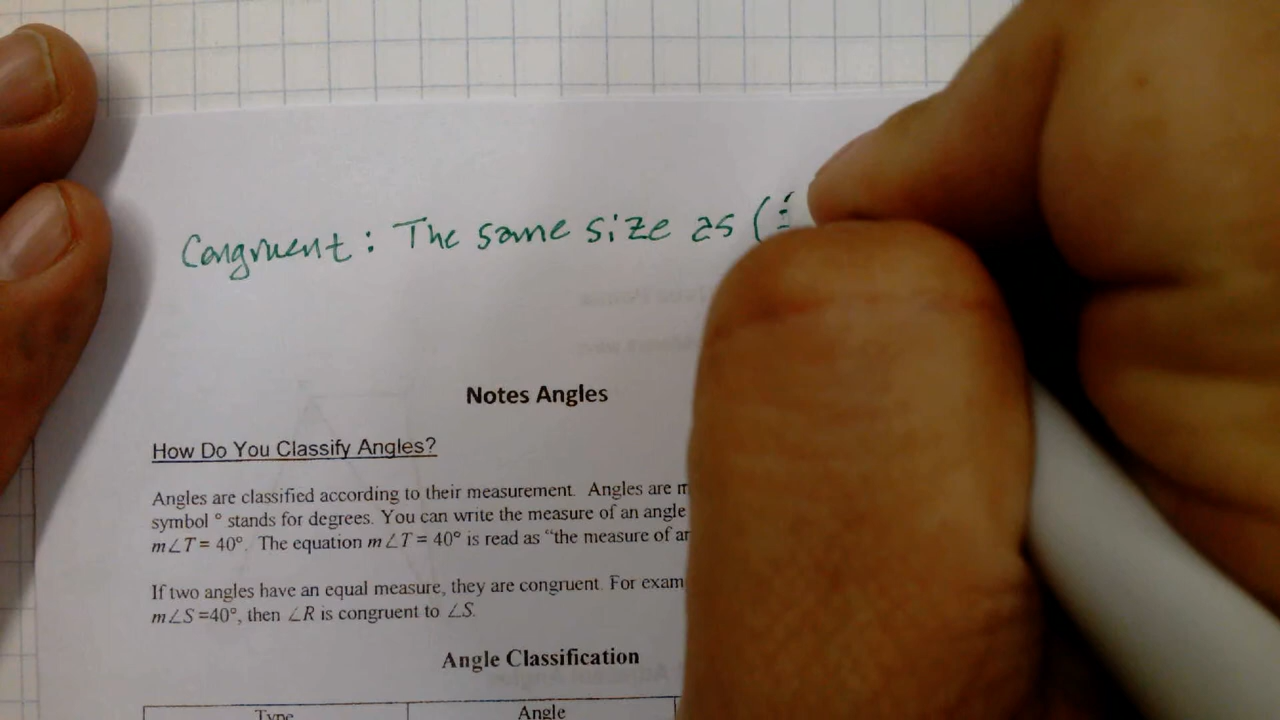 Congruent: The same size as (
Notes Angles
How Do You Classify Angles?
Angles are classified according to their measurement. Angles are
symbol ° stands for degrees. You can write the measure of an angle
m∠T = 40°. The equation m∠T = 40° is read as “the measure of
If two angles have an equal measure, they are congruent. For
m∠S =40°, then ∠R is congruent to ∠S.
Angle Classification
Type Angle